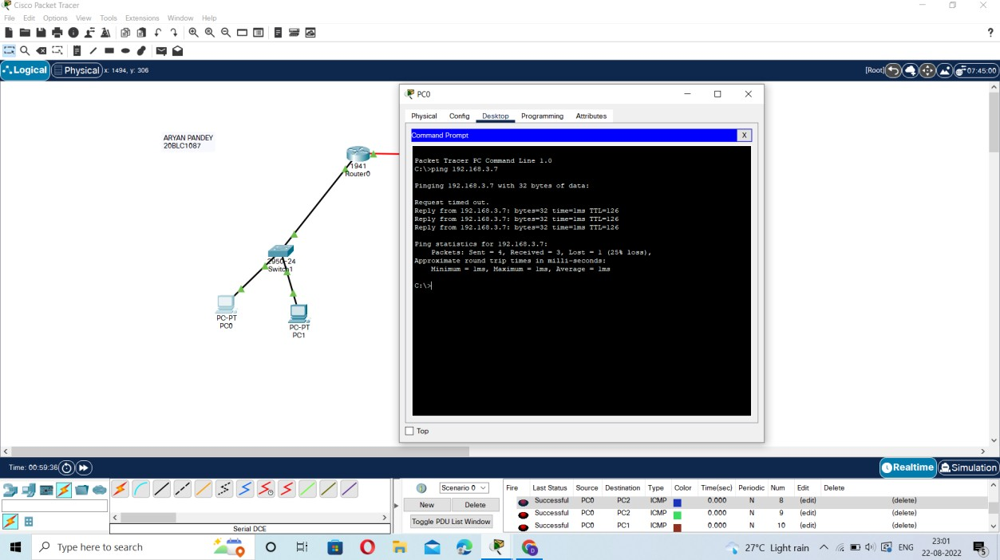 Cisco Packet Tracer
File Edit Options View Tools Extensions Window Help
?
Logical Physical x: 1494, y: 306 [Root] 07:45:00
ARYAN PANDEY
20BLC1087
1941
Router0
2950-24
Switch1
PC-PT
PC0
PC-PT
PC1
PC0
Physical Config Desktop Programming Attributes
Command Prompt X
Packet Tracer PC Command Line 1.0
C:\>ping 192.168.3.7
Pinging 192.168.3.7 with 32 bytes of data:
Request timed out.
Reply from 192.168.3.7: bytes=32 time=1ms TTL=126
Reply from 192.168.3.7: bytes=32 time=1ms TTL=126
Reply from 192.168.3.7: bytes=32 time=1ms TTL=126
Ping statistics for 192.168.3.7:
Packets: Sent = 4, Received = 3, Lost = 1 (25% loss),
Approximate round trip times in milli-seconds:
Minimum = 1ms, Maximum = 1ms, Average = 1ms
C:\>
Top
Time: 00:59:36 Realtime Simulation
Scenario 0
New Delete
Toggle PDU List Window
Fire Last Status Source Destination Type Color Time(sec) Periodic Num Edit Delete
Successful PC0 PC2 ICMP 0.000 N 8 (edit) (delete)
Successful PC0 PC2 ICMP 0.000 N 9 (edit) (delete)
Successful PC0 PC1 ICMP 0.000 N 10 (edit) (delete)
Serial DCE
Type here to search
27°C Light rain ENG 23:01
22-08-2022
5